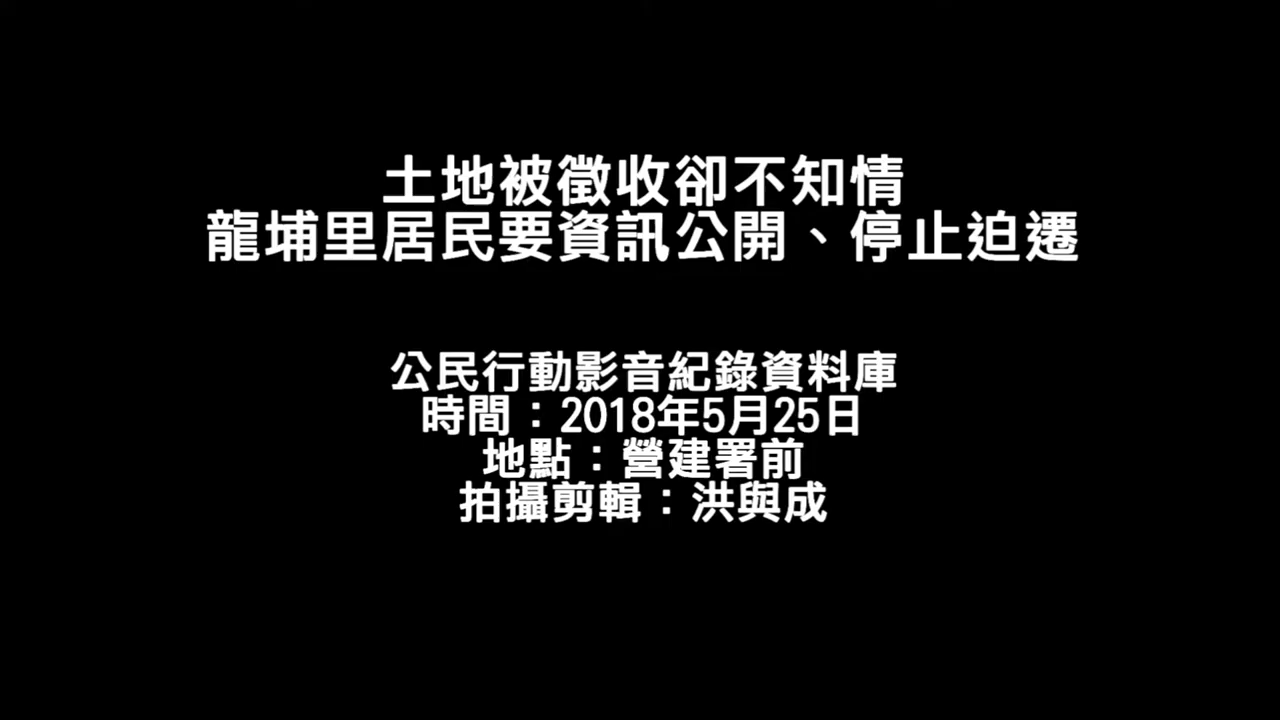 土地被徵收卻不知情
龍埔里居民要資訊公開、停止迫遷
公民行動影音紀錄資料庫
時間：2018年5月25日
地點：營建署前
拍攝剪輯：洪與成